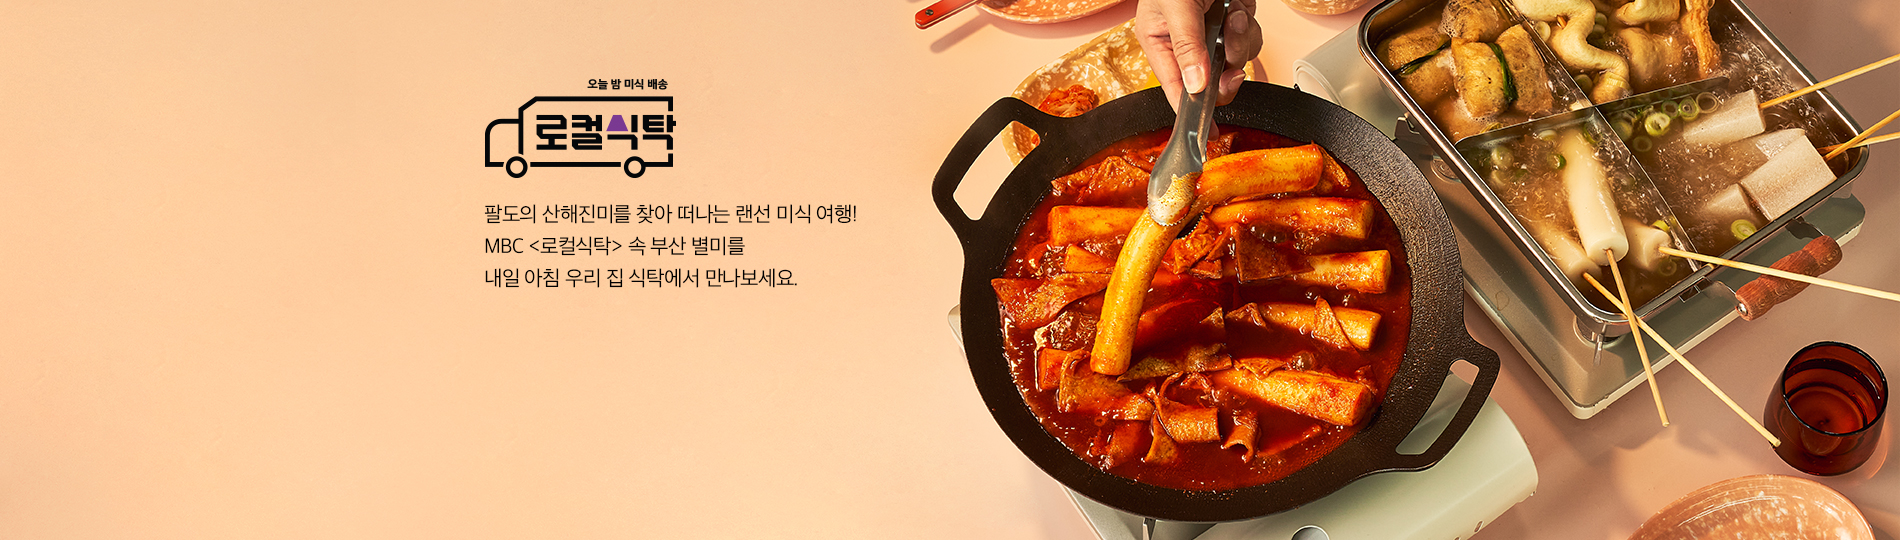 오늘 밤 미식 배송
로컬식탁
팔도의 산해진미를 찾아 떠나는 랜선 미식 여행!
MBC <로컬식탁> 속 부산 별미를
내일 아침 우리 집 식탁에서 만나보세요.